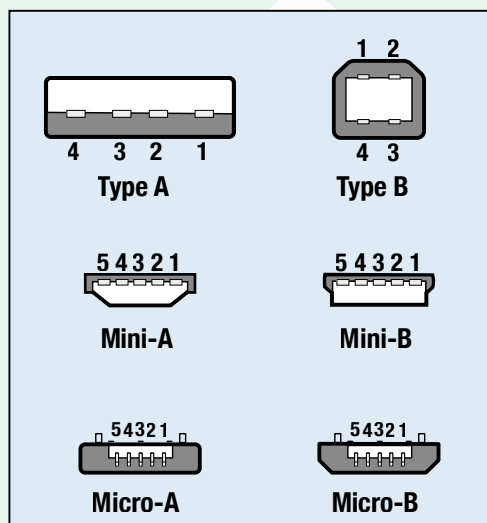 1 2
4 3 2 1
4 3
Type A
Type B
5 4 3 2 1
5 4 3 2 1
Mini-A
Mini-B
54321
54321
Micro-A
Micro-B